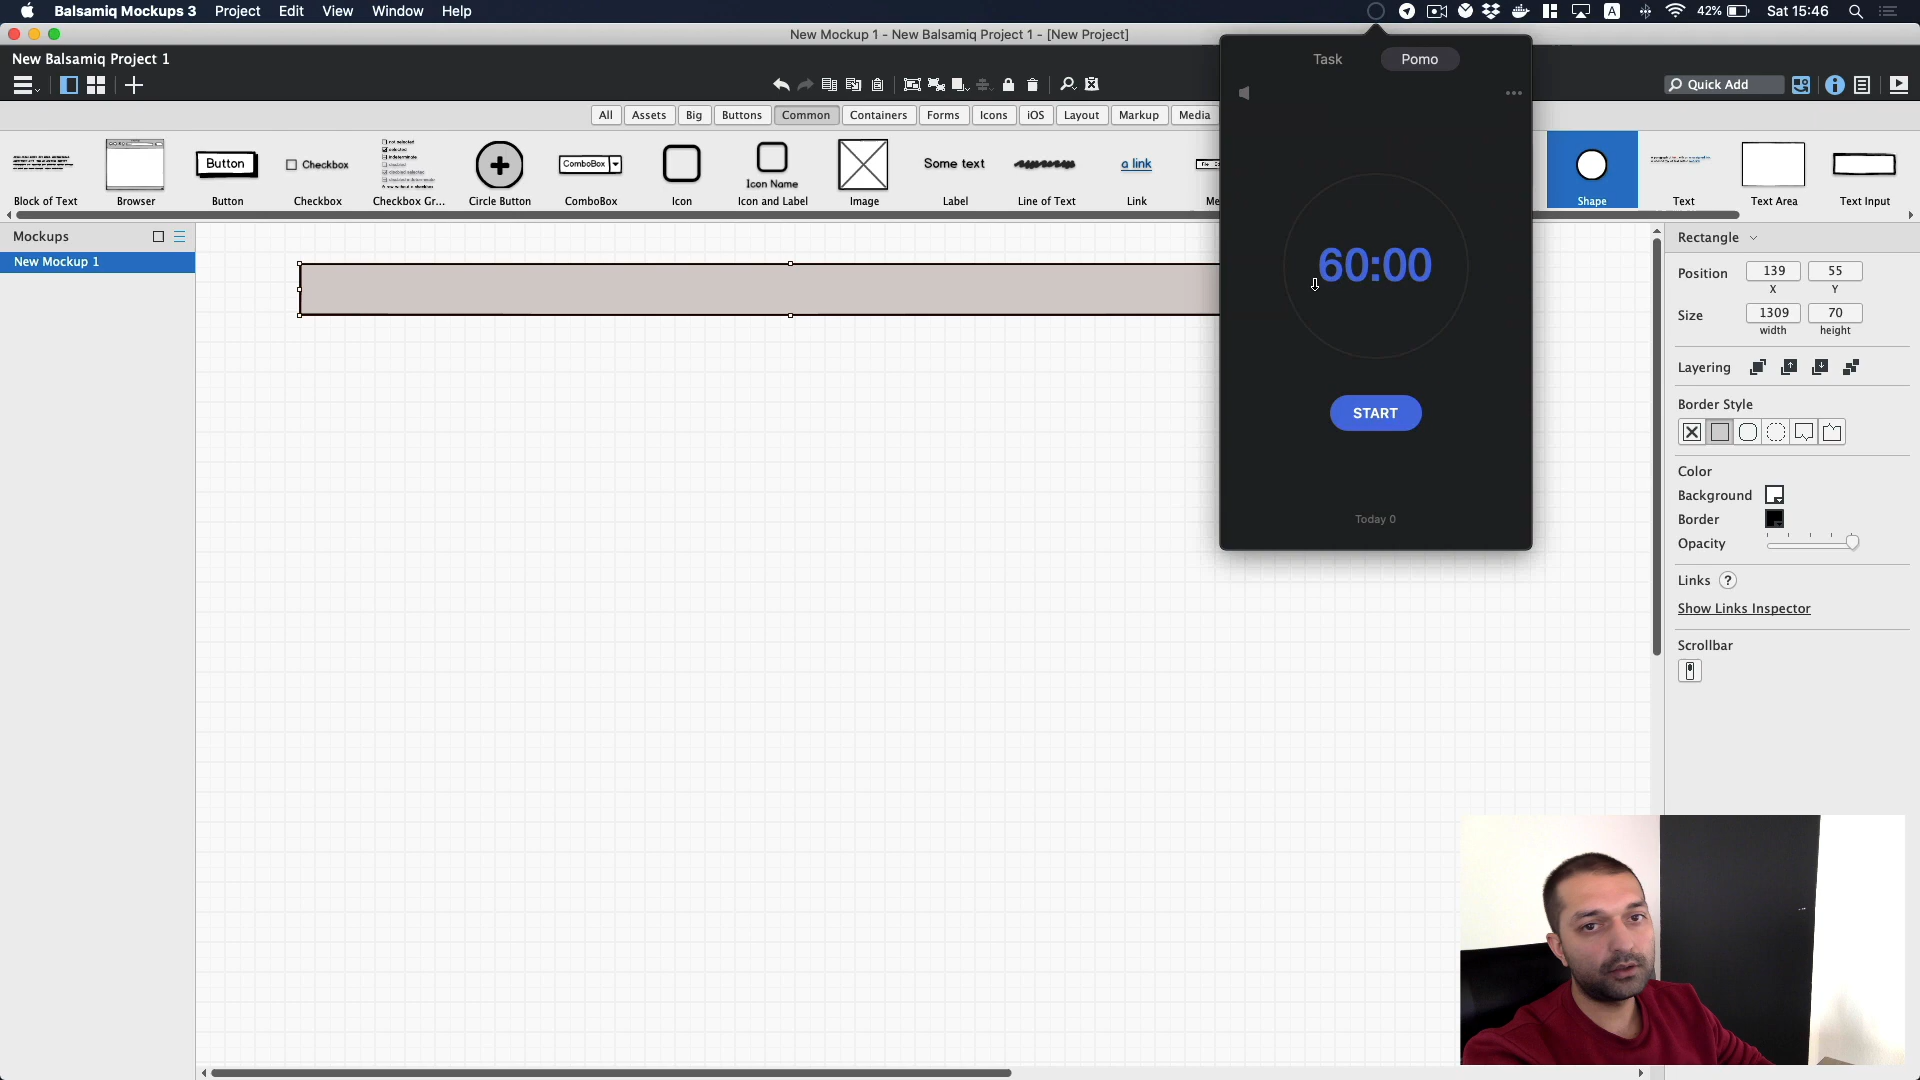 Balsamiq Mockups 3 Project Edit View Window Help
A 42% Sat 15:46
New Mockup 1 - New Balsamiq Project 1 - [New Project]
New Balsamiq Project 1
Task Pomo
Quick Add
All Assets Big Buttons Common Containers Forms Icons iOS Layout Markup Media
Button
Checkbox
ComboBox
Icon Name
Some text
a link
Block of Text Browser Button Checkbox Checkbox Gr... Circle Button ComboBox Icon Icon and Label Image Label Line of Text Link Me
Shape Text Text Area Text Input
Mockups
New Mockup 1
60:00
START
Today 0
Rectangle
Position 139 55
X Y
Size 1309 70
width height
Layering
Border Style
Color
Background
Border
Opacity
Links ?
Show Links Inspector
Scrollbar